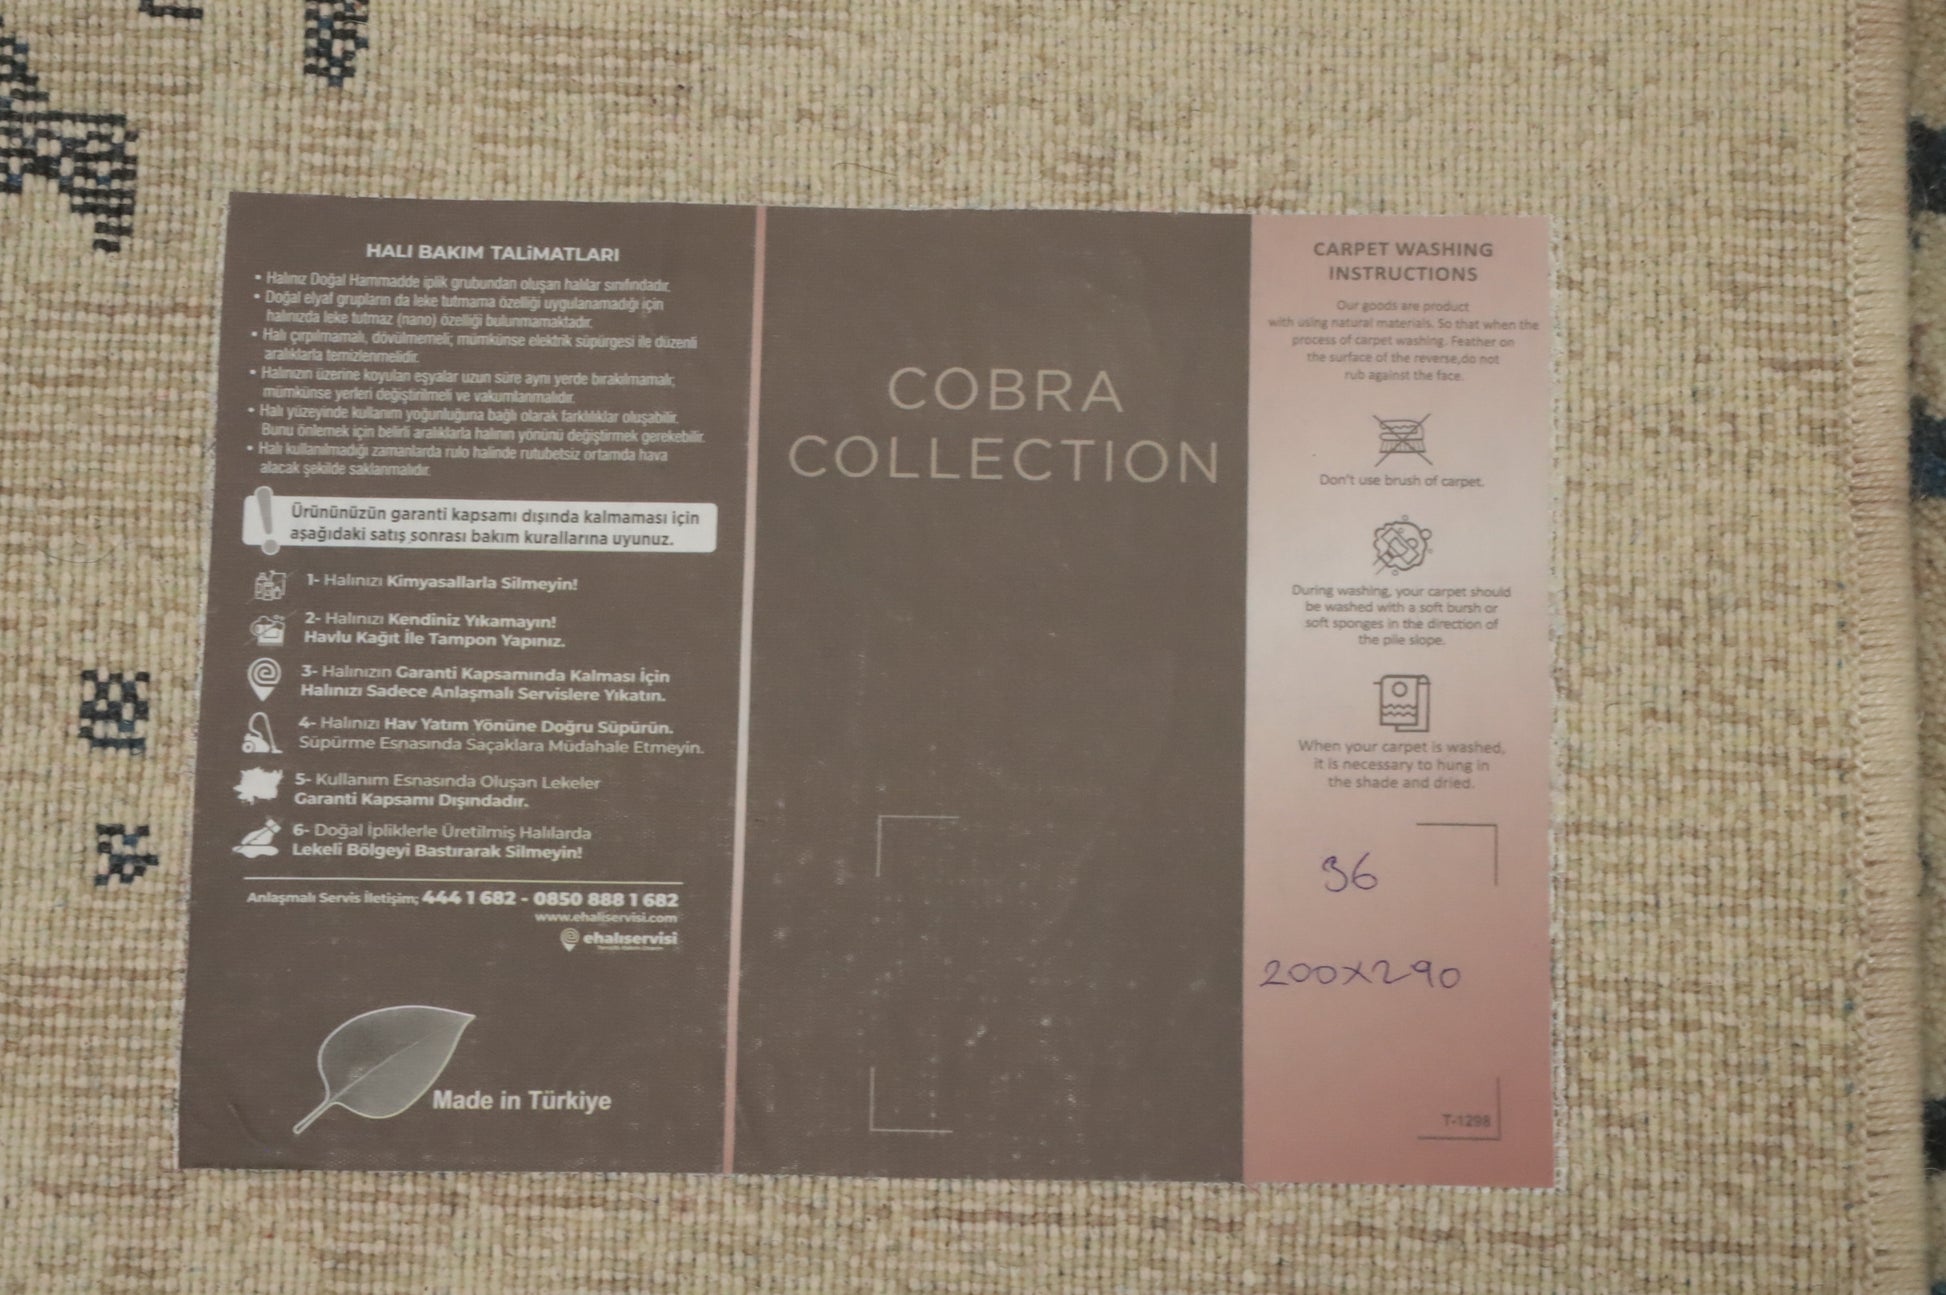 HALI BAKIM TALiMATLARI
• Halınız Doğal Hammadde iplik grubundan oluşan halılar sınıfındadır.
• Doğal elyaf grupların da leke tutmama özelliği uygulanamadığı için
halınızda leke tutmaz (nano) özelliği bulunmamaktadır.
• Halı çırpılmamalı, dövülmemeli; mümkünse elektrik süpürgesi ile düzenli
aralıklarla temizlenmelidir.
• Halınızın üzerine koyulan eşyalar uzun süre aynı yerde bırakılmamalı;
mümkünse yerleri değiştirilmeli ve vakumlanmalıdır.
• Halı yüzeyinde kullanım yoğunluğuna bağlı olarak farklılıklar oluşabilir.
Bunu önlemek için belirli aralıklarla halının yönünü değiştirmek gerekebilir.
• Halı kullanılmadığı zamanlarda rulo halinde rutubetsiz ortamda hava
alacak şekilde saklanmalıdır.
Ürününüzün garanti kapsamı dışında kalmaması için
aşağıdaki satış sonrası bakım kurallarına uyunuz.
1- Halınızı Kimyasallarla Silmeyin!
2- Halınızı Kendiniz Yıkamayın!
Havlu Kağıt İle Tampon Yapınız.
3- Halınızın Garanti Kapsamında Kalması İçin
Halınızı Sadece Anlaşmalı Servislere Yıkatın.
4- Halınızı Hav Yatım Yönüne Doğru Süpürün.
Süpürme Esnasında Saçaklara Müdahale Etmeyin.
5- Kullanım Esnasında Oluşan Lekeler
Garanti Kapsamı Dışındadır.
6- Doğal İpliklerle Üretilmiş Halılarda
Lekeli Bölgeyi Bastırarak Silmeyin!
Anlaşmalı Servis İletişim; 444 1 682 - 0850 888 1 682
www.ehaliservisi.com
ehalıservisi
Made in Türkiye
COBRA
COLLECTION
CARPET WASHING
INSTRUCTIONS
Our goods are product
with using natural materials. So that when the
process of carpet washing. Feather on
the surface of the reverse,do not
rub against the face.
Don't use brush of carpet.
During washing, your carpet should
be washed with a soft bursh or
soft sponges in the direction of
the pile slope.
When your carpet is washed,
it is necessary to hung in
the shade and dried.
96
200x290
T-1298